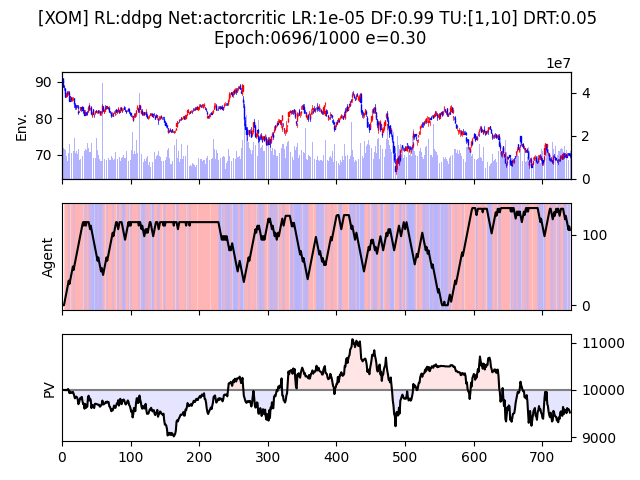 [XOM] RL:ddpg Net:actorcritic LR:1e-05 DF:0.99 TU:[1,10] DRT:0.05
Epoch:0696/1000 e=0.30
1e7
90
80
70
Env.
4
2
0
Agent
100
0
PV
11000
10000
9000
0 100 200 300 400 500 600 700